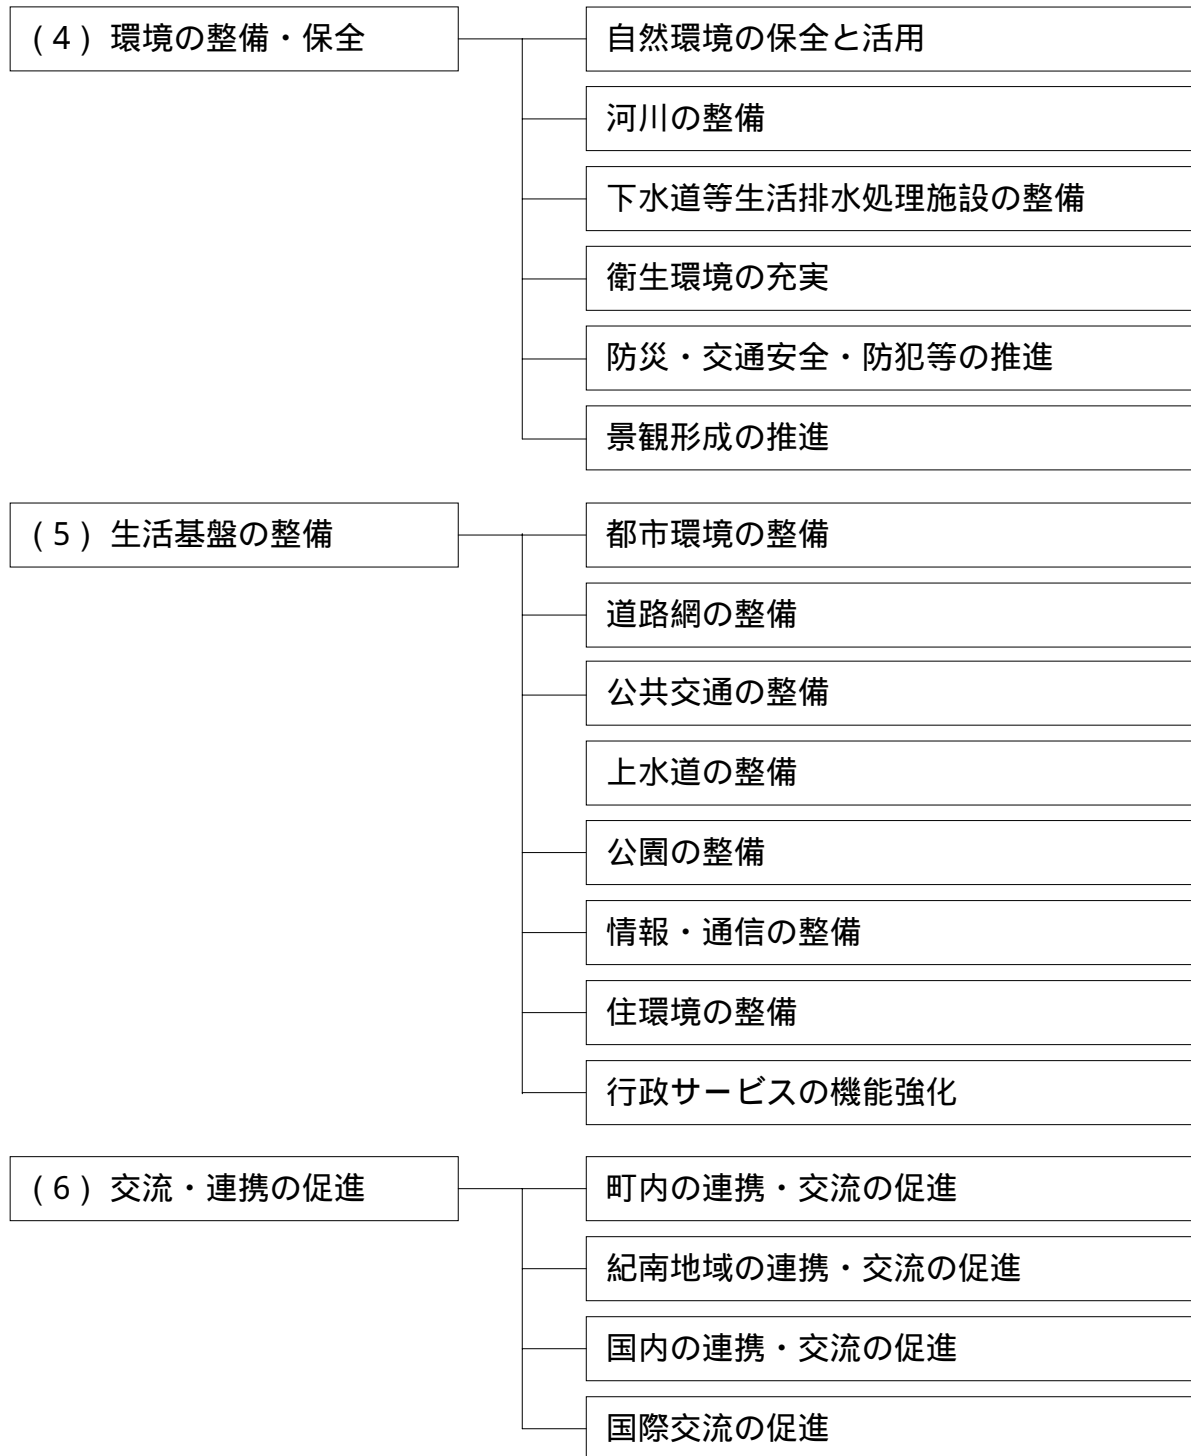 (4) 環境の整備・保全
自然環境の保全と活用
河川の整備
下水道等生活排水処理施設の整備
衛生環境の充実
防災・交通安全・防犯等の推進
景観形成の推進
(5) 生活基盤の整備
都市環境の整備
道路網の整備
公共交通の整備
上水道の整備
公園の整備
情報・通信の整備
住環境の整備
行政サービスの機能強化
(6) 交流・連携の促進
町内の連携・交流の促進
紀南地域の連携・交流の促進
国内の連携・交流の促進
国際交流の促進